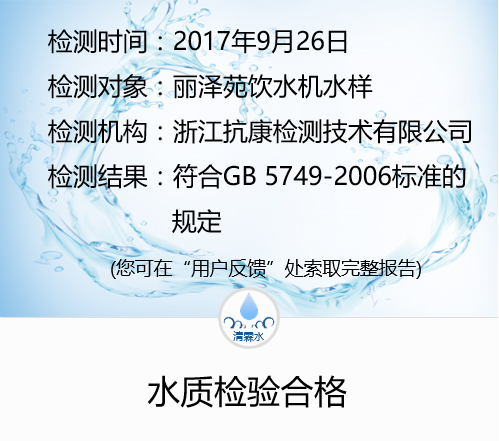 检测时间：2017年9月26日
检测对象：丽泽苑饮水机水样
检测机构：浙江抗康检测技术有限公司
检测结果：符合GB 5749-2006标准的
规定
(您可在“用户反馈”处索取完整报告)
清霖水
水质检验合格